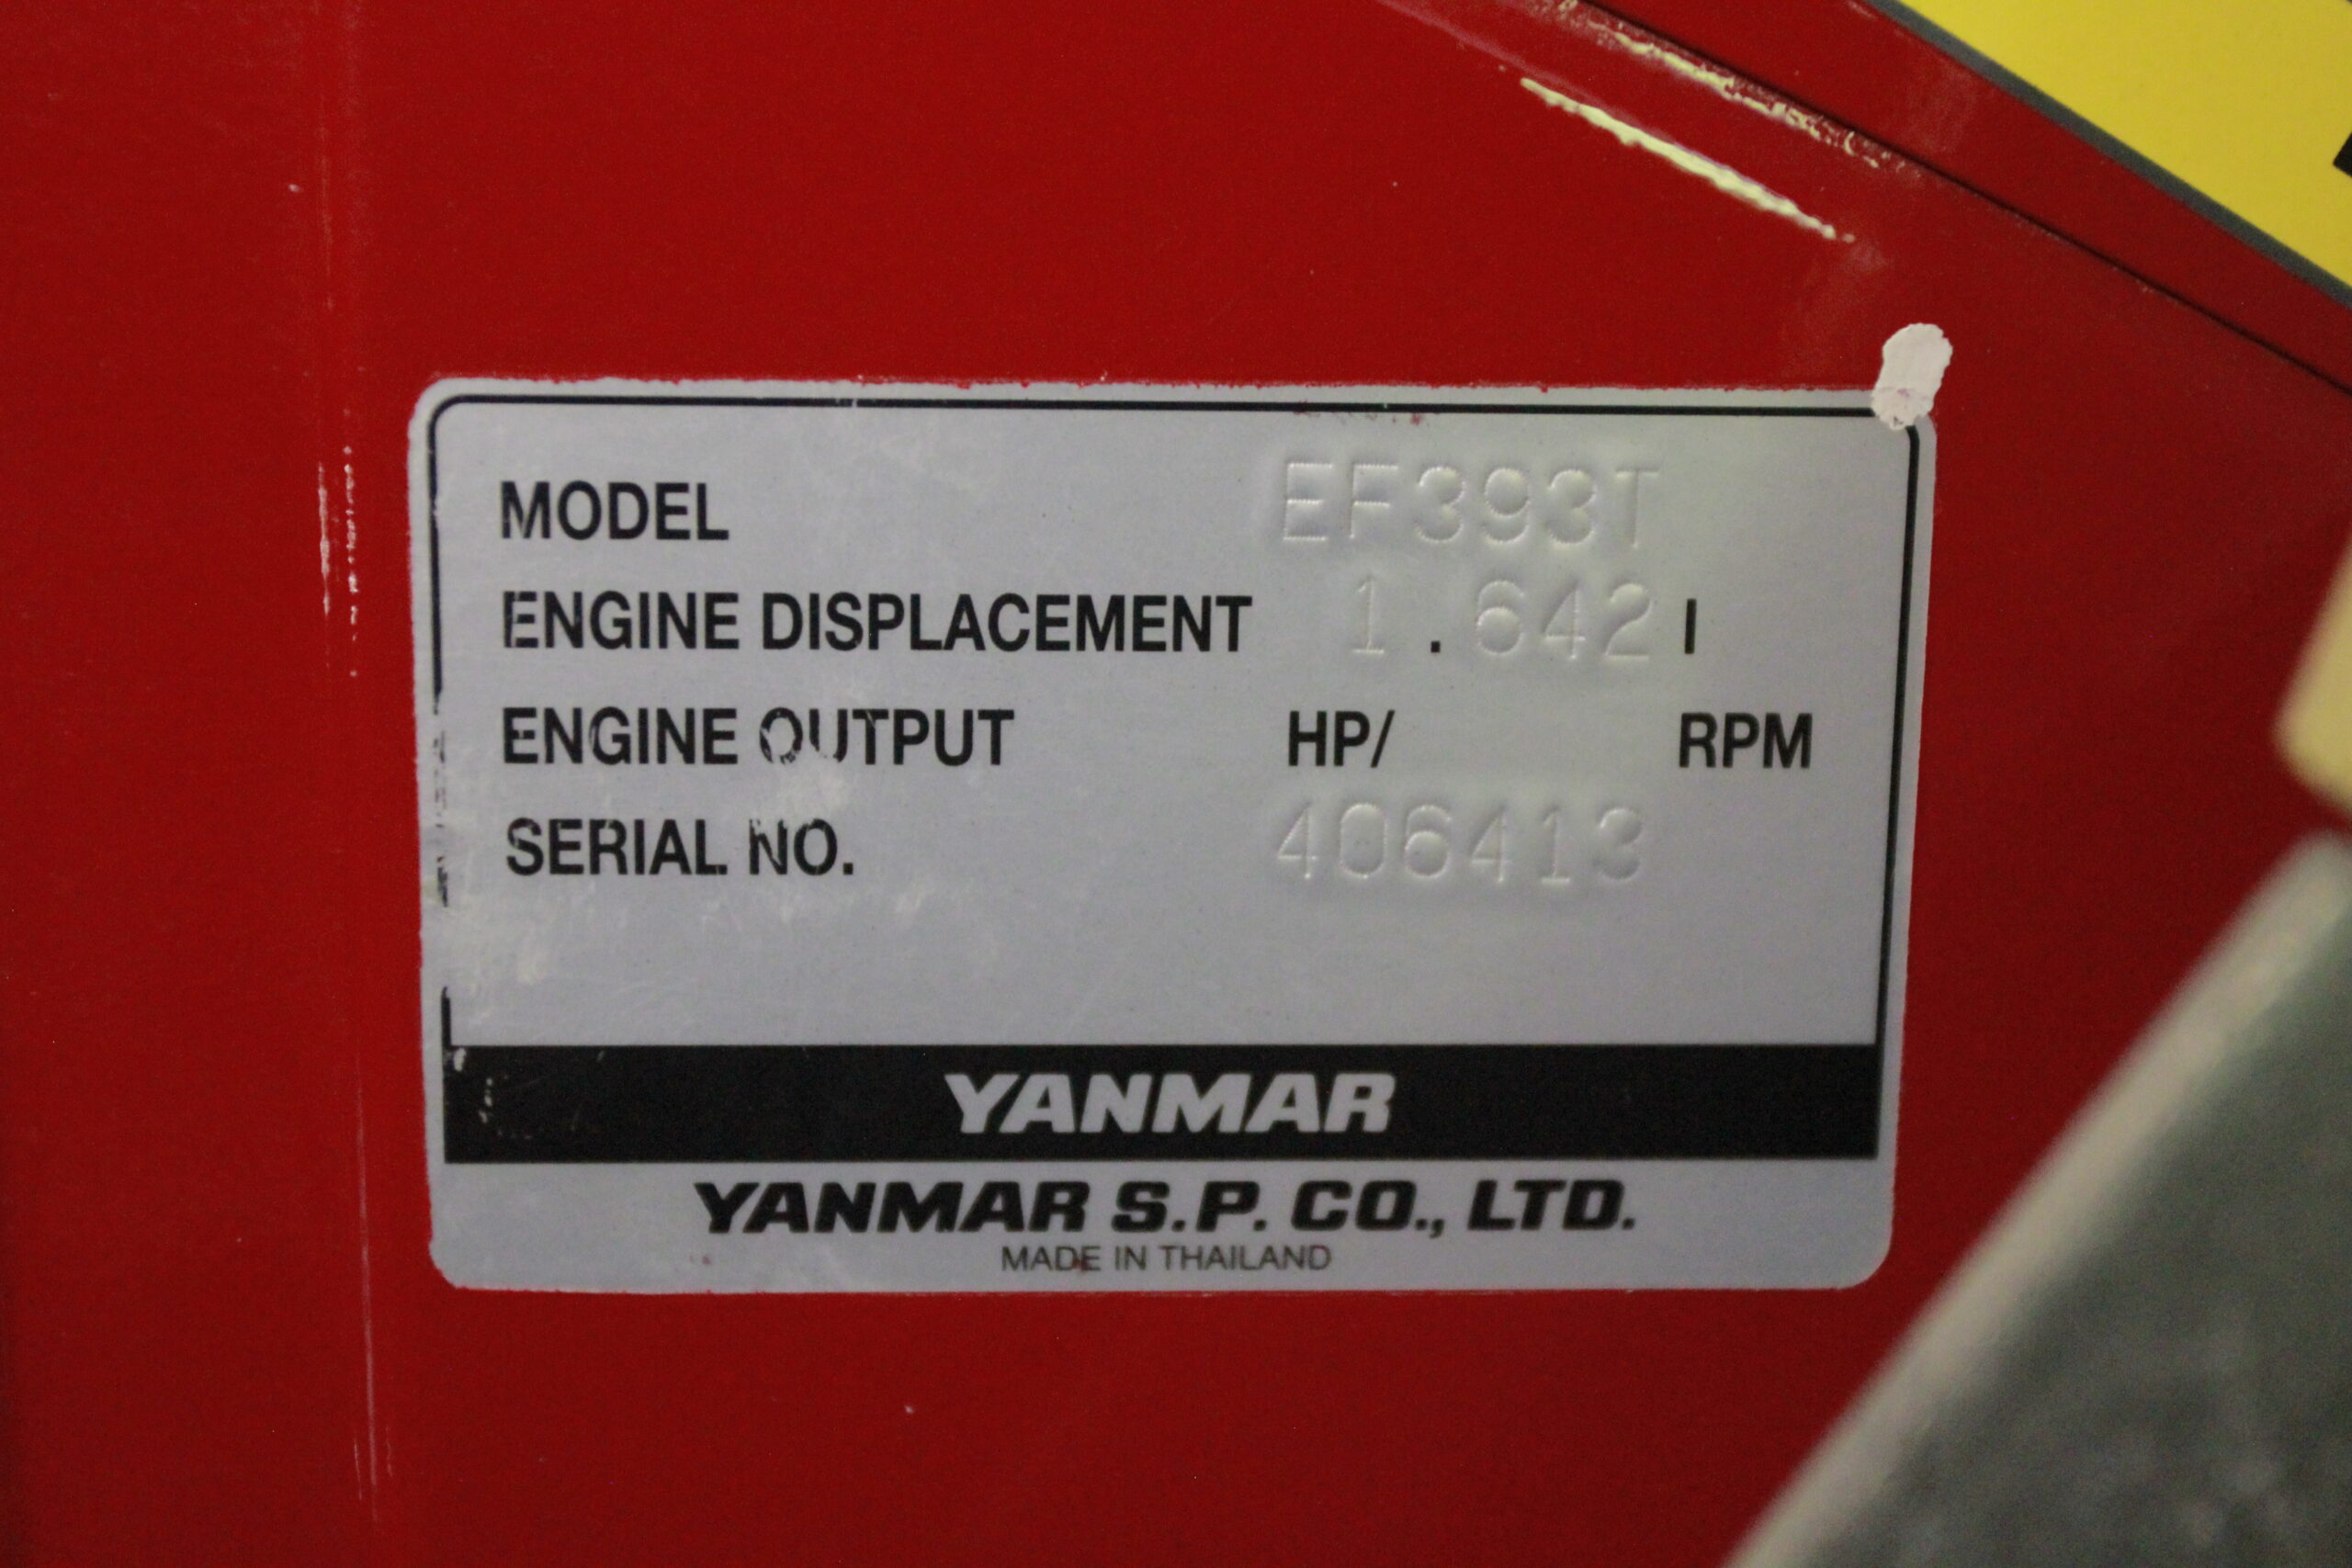 MODEL EF393T
ENGINE DISPLACEMENT 1.642 l
ENGINE OUTPUT HP/ RPM
SERIAL NO. 406413
YANMAR
YANMAR S.P. CO., LTD.
MADE IN THAILAND